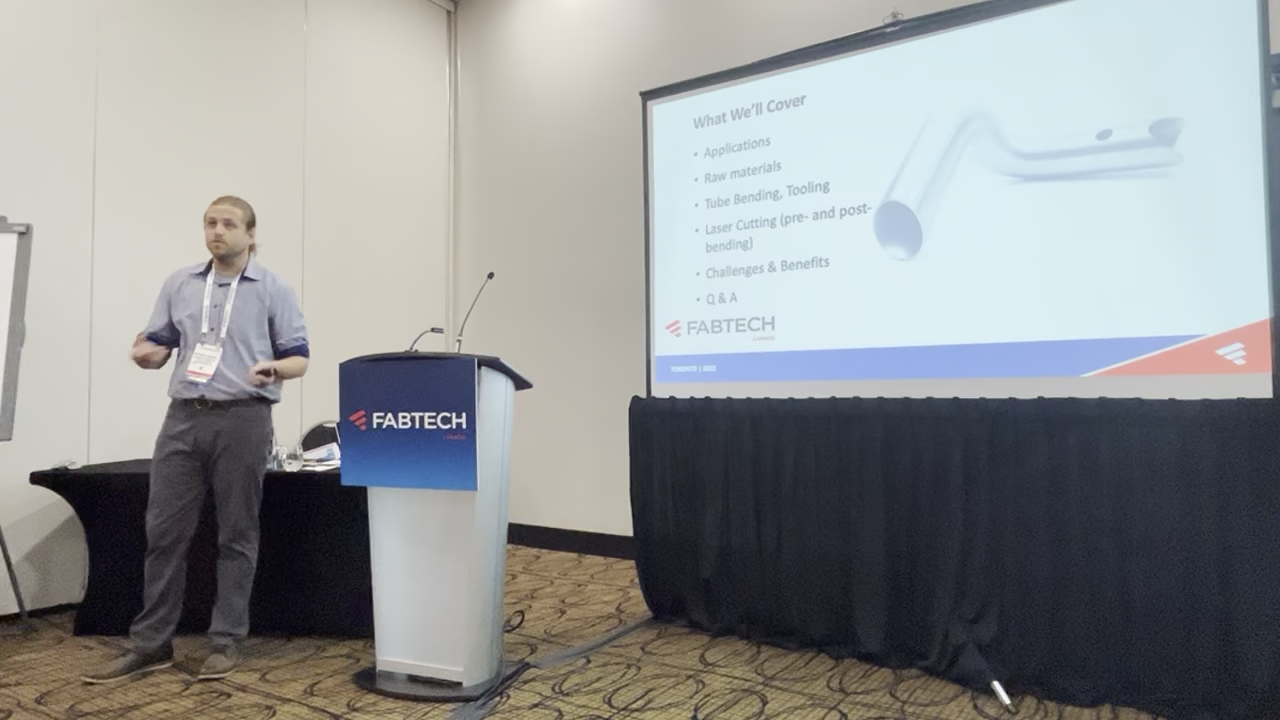 What We'll Cover
• Applications
• Raw materials
• Tube Bending, Tooling
• Laser Cutting (pre- and post-
bending)
• Challenges & Benefits
• Q & A
FABTECH
CANADA
FABTECH